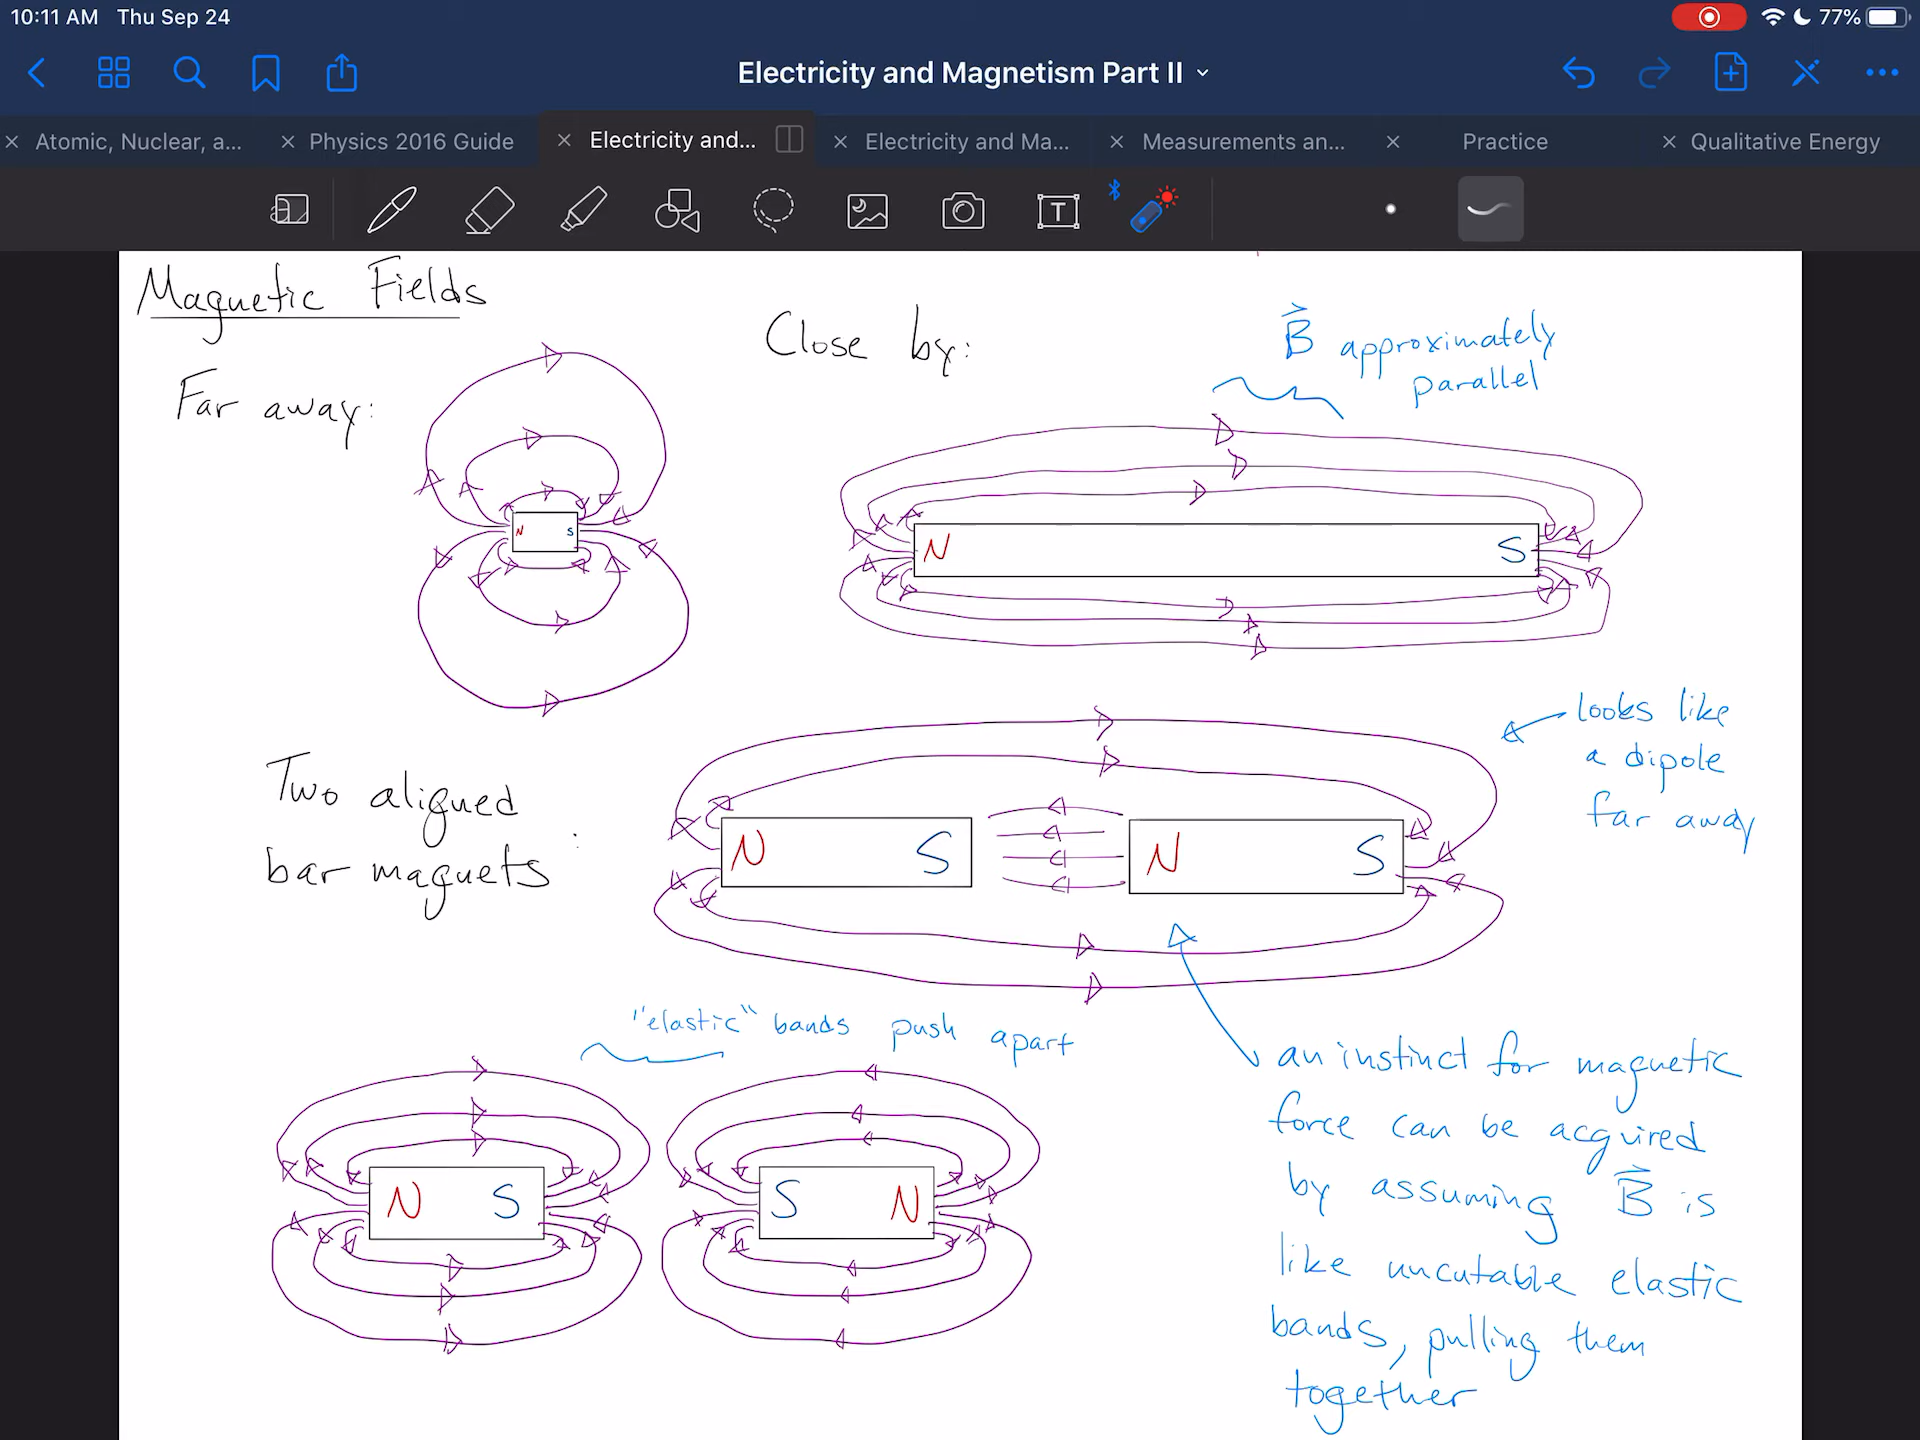 10:11 AM Thu Sep 24
77%
Electricity and Magnetism Part II
Atomic, Nuclear, a...
Physics 2016 Guide
Electricity and...
Electricity and Ma...
Measurements an...
Practice
Qualitative Energy
T
Magnetic Fields
Far away:
N S
Close by:
B approximately
parallel
N S
Two aligned
bar magnets:
N S
N S
looks like
a dipole
far away
"elastic" bands push apart
N S
S N
an instinct for magnetic
force can be acquired
by assuming B is
like uncutable elastic
bands, pulling them
together